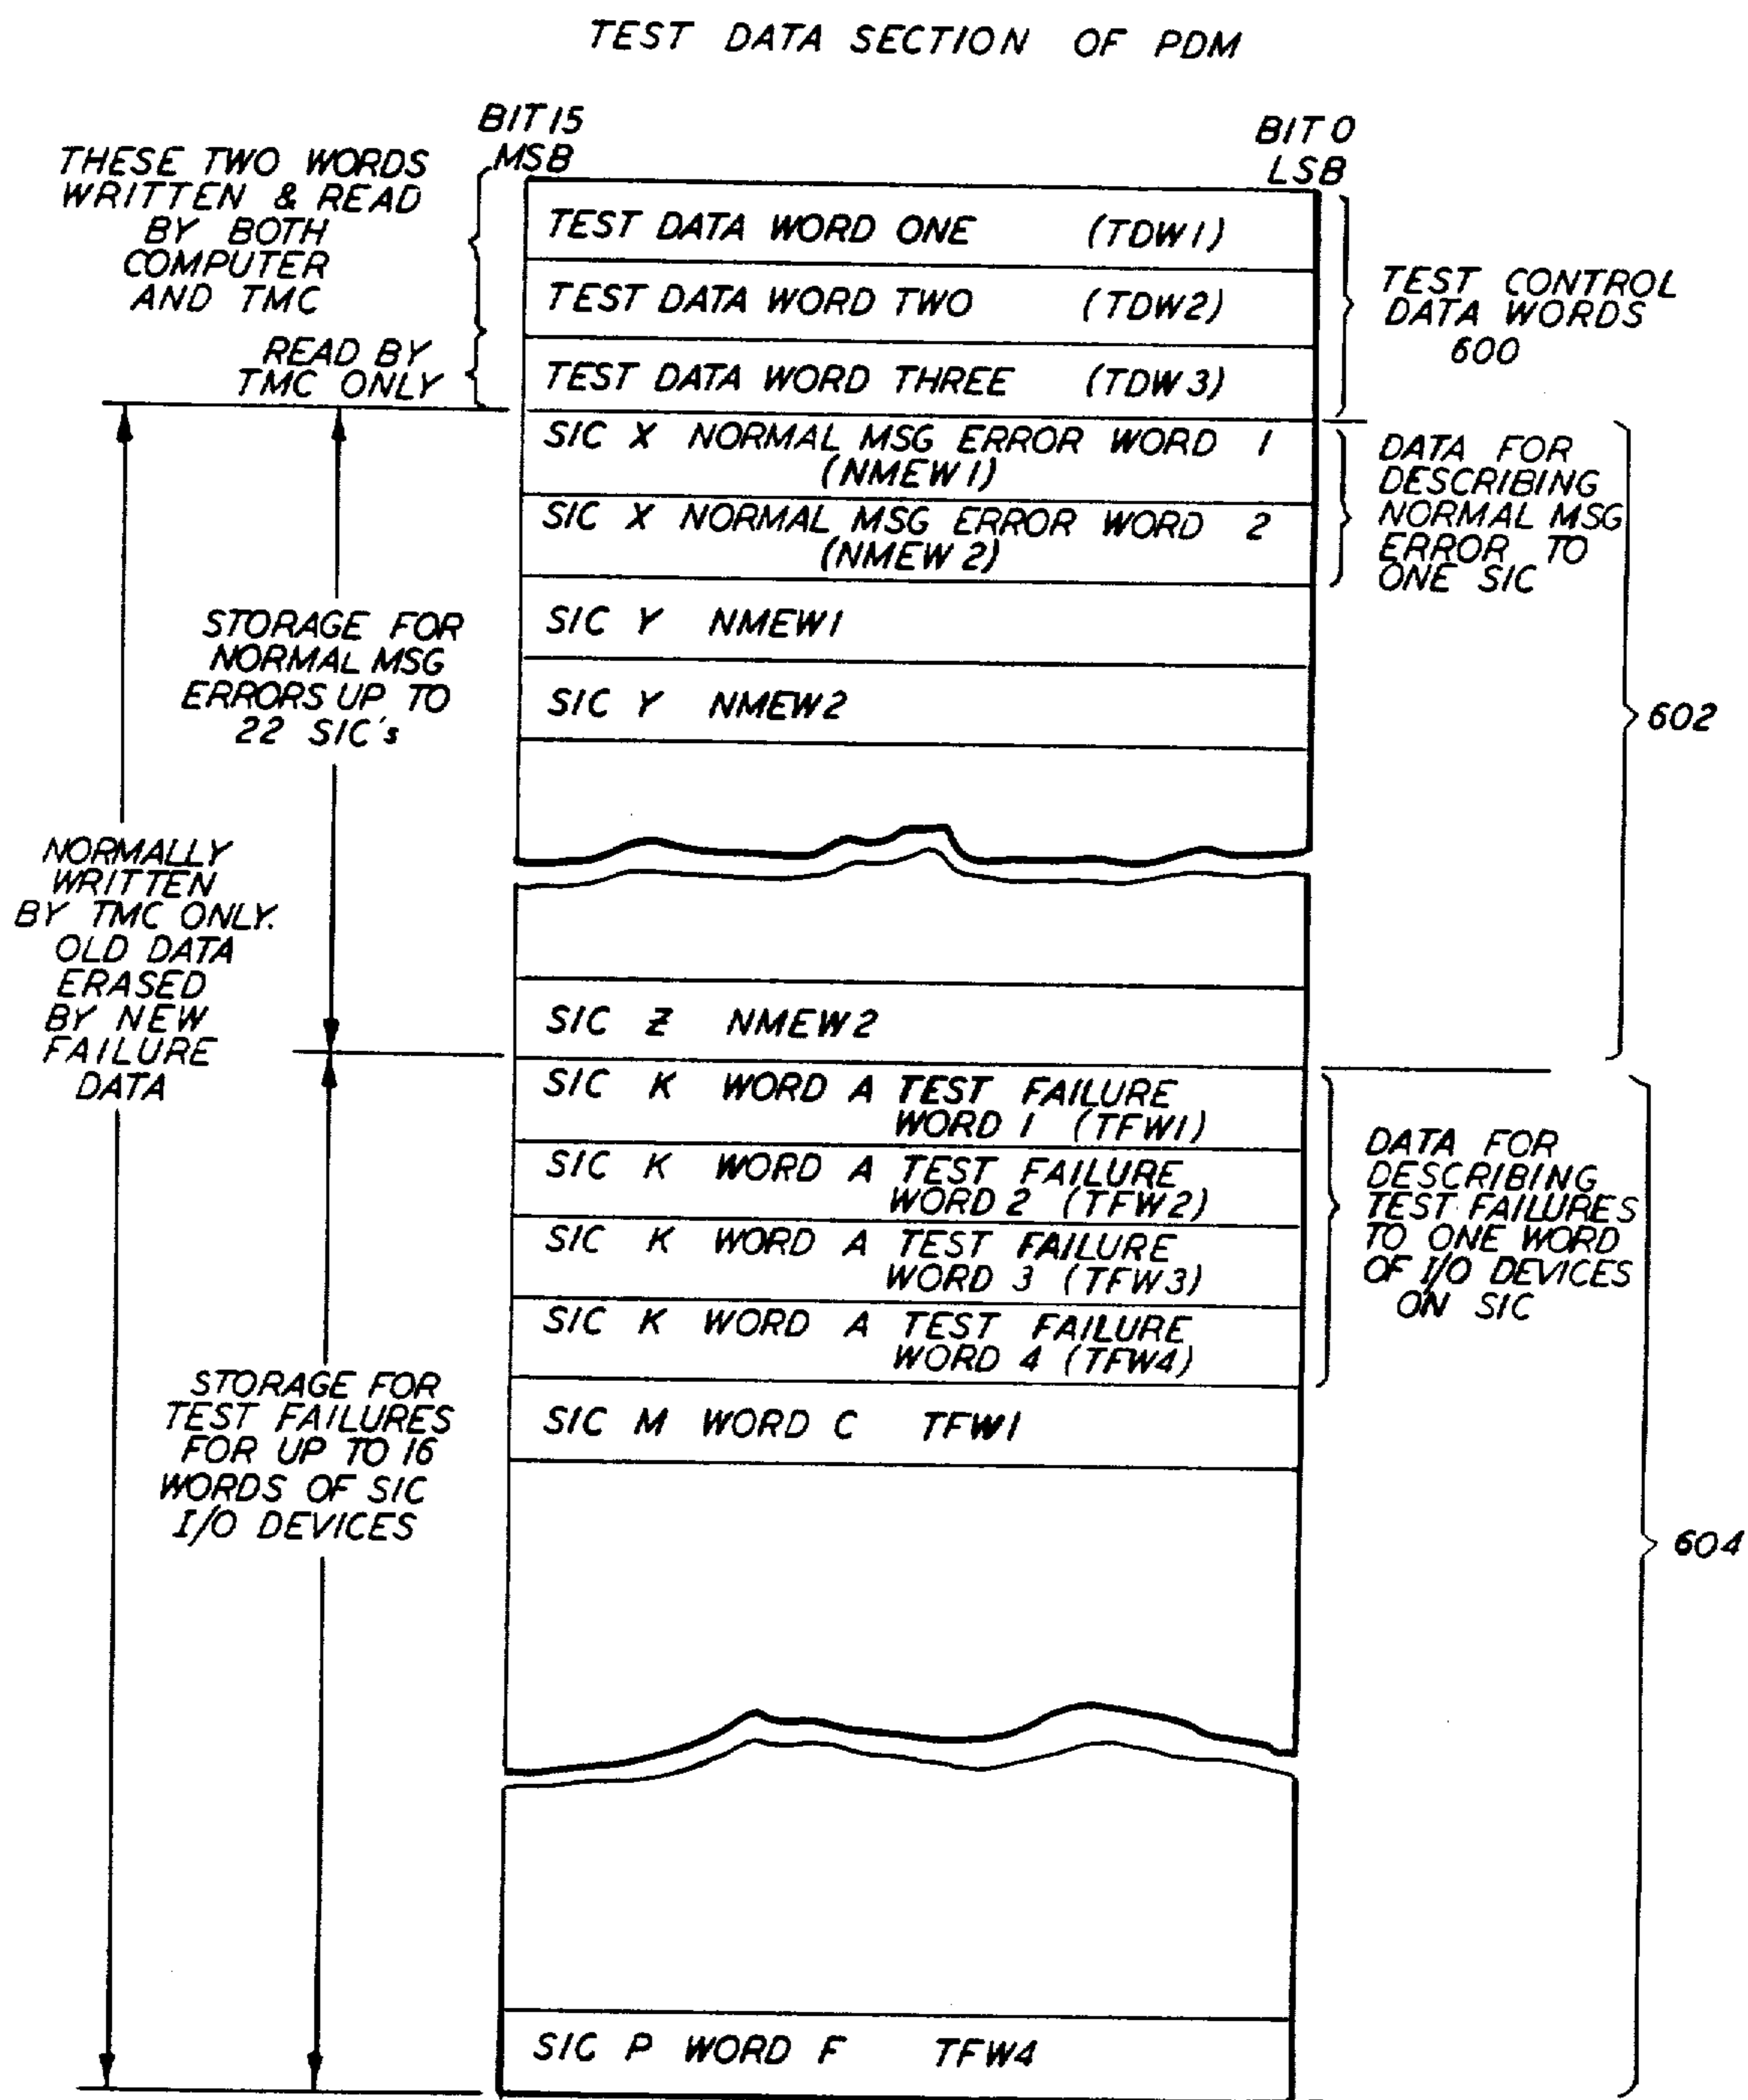 TEST DATA SECTION OF PDM
BIT 15
MSB
BIT 0
LSB
THESE TWO WORDS
WRITTEN & READ
BY BOTH
COMPUTER
AND TMC
READ BY
TMC ONLY
TEST DATA WORD ONE (TDW1)
TEST DATA WORD TWO (TDW2)
TEST DATA WORD THREE (TDW3)
TEST CONTROL
DATA WORDS
600
SIC X NORMAL MSG ERROR WORD 1
(NMEW1)
SIC X NORMAL MSG ERROR WORD 2
(NMEW2)
SIC Y NMEW1
SIC Y NMEW2
DATA FOR
DESCRIBING
NORMAL MSG
ERROR TO
ONE SIC
602
STORAGE FOR
NORMAL MSG
ERRORS UP TO
22 SIC's
NORMALLY
WRITTEN
BY TMC ONLY.
OLD DATA
ERASED
BY NEW
FAILURE
DATA
SIC Z NMEW2
SIC K WORD A TEST FAILURE
WORD 1 (TFW1)
SIC K WORD A TEST FAILURE
WORD 2 (TFW2)
SIC K WORD A TEST FAILURE
WORD 3 (TFW3)
SIC K WORD A TEST FAILURE
WORD 4 (TFW4)
SIC M WORD C TFW1
DATA FOR
DESCRIBING
TEST FAILURES
TO ONE WORD
OF I/O DEVICES
ON SIC
STORAGE FOR
TEST FAILURES
FOR UP TO 16
WORDS OF SIC
I/O DEVICES
604
SIC P WORD F TFW4